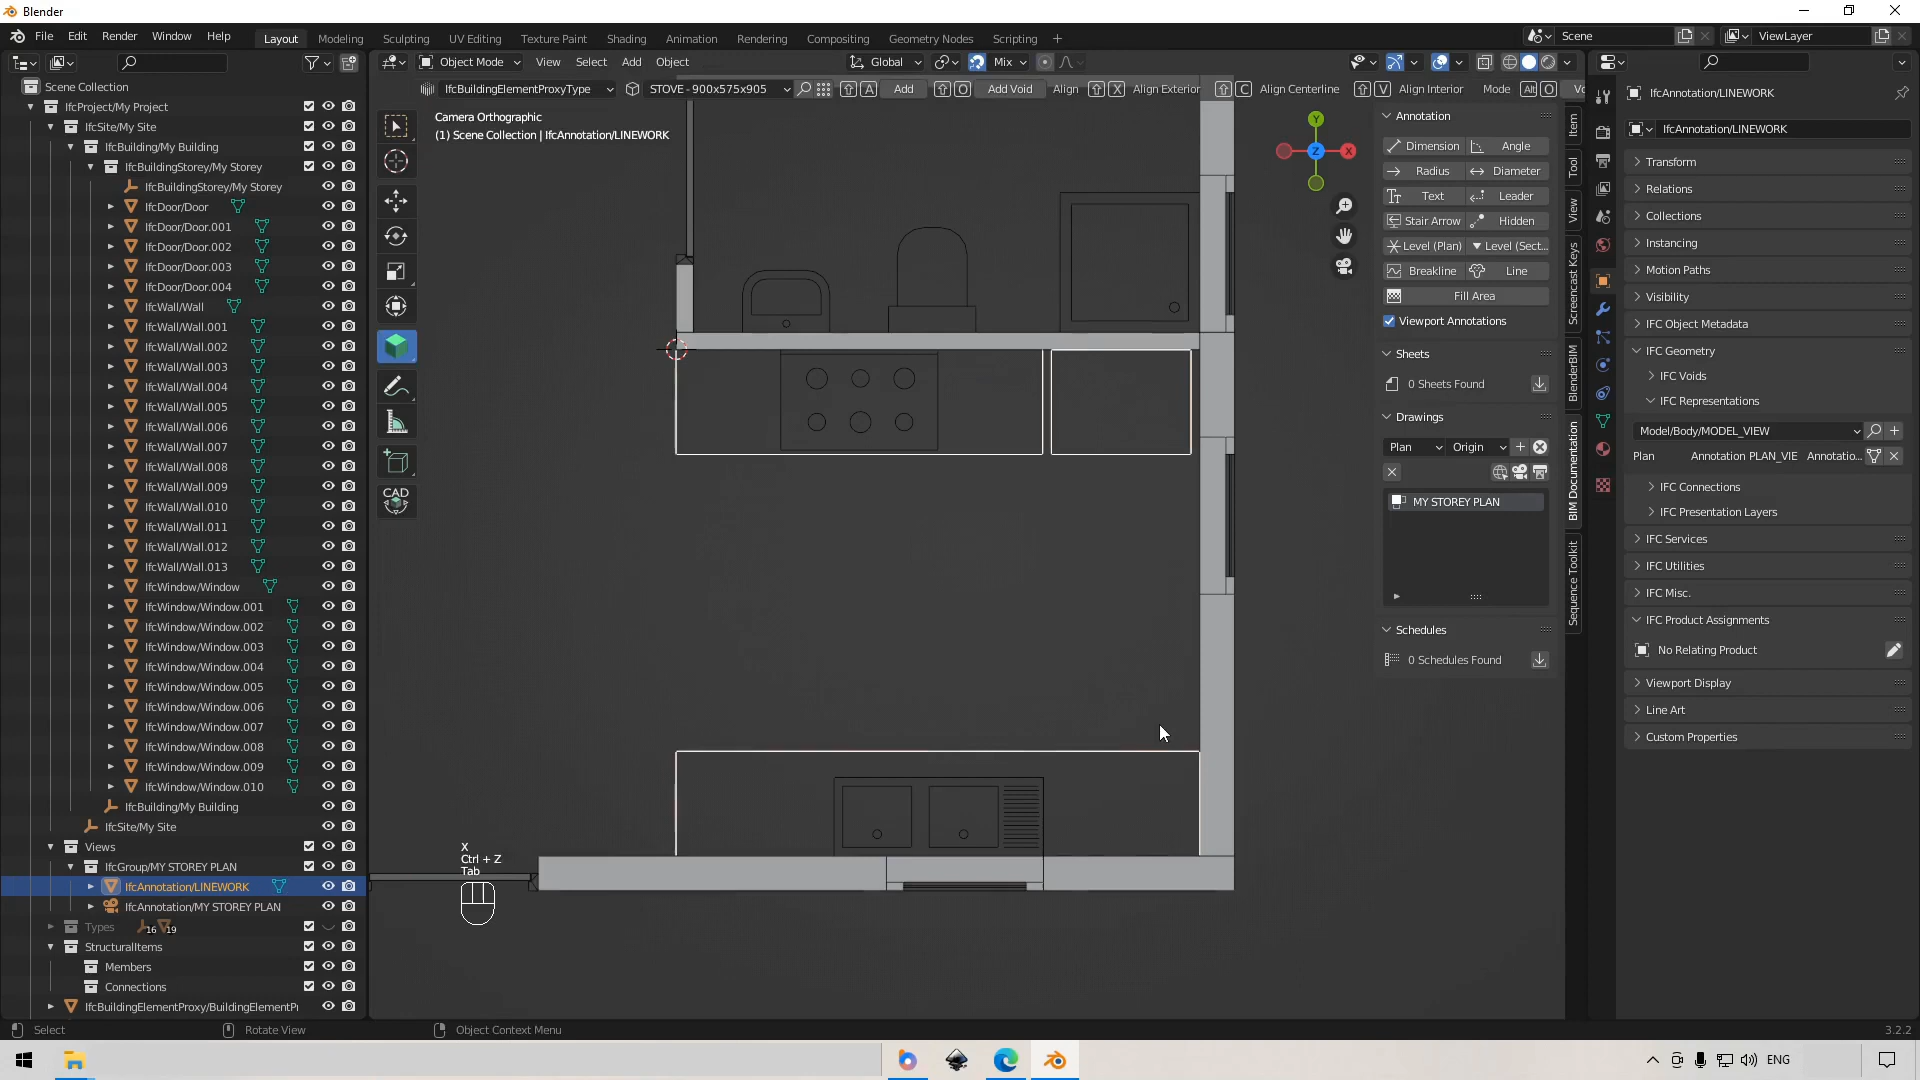 Blender
File Edit Render Window Help Layout Modeling Sculpting UV Editing Texture Paint Shading Animation Rendering Compositing Geometry Nodes Scripting + Scene ViewLayer
Object Mode View Select Add Object Global Mix
IfcBuildingElementProxyType STOVE - 900x575x905 A Add O Add Void Align X Align Exterior C Align Centerline V Align Interior Mode Alt O Vo
Camera Orthographic
(1) Scene Collection | IfcAnnotation/LINEWORK
Scene Collection
IfcProject/My Project
IfcSite/My Site
IfcBuilding/My Building
IfcBuildingStorey/My Storey
IfcBuildingStorey/My Storey
IfcDoor/Door
IfcDoor/Door.001
IfcDoor/Door.002
IfcDoor/Door.003
IfcDoor/Door.004
IfcWall/Wall
IfcWall/Wall.001
IfcWall/Wall.002
IfcWall/Wall.003
IfcWall/Wall.004
IfcWall/Wall.005
IfcWall/Wall.006
IfcWall/Wall.007
IfcWall/Wall.008
IfcWall/Wall.009
IfcWall/Wall.010
IfcWall/Wall.011
IfcWall/Wall.012
IfcWall/Wall.013
IfcWindow/Window
IfcWindow/Window.001
IfcWindow/Window.002
IfcWindow/Window.003
IfcWindow/Window.004
IfcWindow/Window.005
IfcWindow/Window.006
IfcWindow/Window.007
IfcWindow/Window.008
IfcWindow/Window.009
IfcWindow/Window.010
IfcBuilding/My Building
IfcSite/My Site
Views
IfcGroup/MY STOREY PLAN
IfcAnnotation/LINEWORK
IfcAnnotation/MY STOREY PLAN
Types 16 19
StructuralItems
Members
Connections
IfcBuildingElementProxy/BuildingElementPr
X
Ctrl + Z
Tab
Y
Z
X
Annotation
Dimension Angle
Radius Diameter
Text Leader
Stair Arrow Hidden
Level (Plan) Level (Sect...
Breakline Line
Fill Area
Viewport Annotations
Sheets
0 Sheets Found
Drawings
Plan Origin
MY STOREY PLAN
Schedules
0 Schedules Found
Item
Tool
View
Screencast Keys
BlenderBIM
BIM Documentation
Sequence Toolkit
CAD
IfcAnnotation/LINEWORK
IfcAnnotation/LINEWORK
Transform
Relations
Collections
Instancing
Motion Paths
Visibility
IFC Object Metadata
IFC Geometry
IFC Voids
IFC Representations
Model/Body/MODEL_VIEW
Plan Annotation PLAN_VIE Annotatio...
IFC Connections
IFC Presentation Layers
IFC Services
IFC Utilities
IFC Misc.
IFC Product Assignments
No Relating Product
Viewport Display
Line Art
Custom Properties
Select Rotate View Object Context Menu 3.2.2
ENG